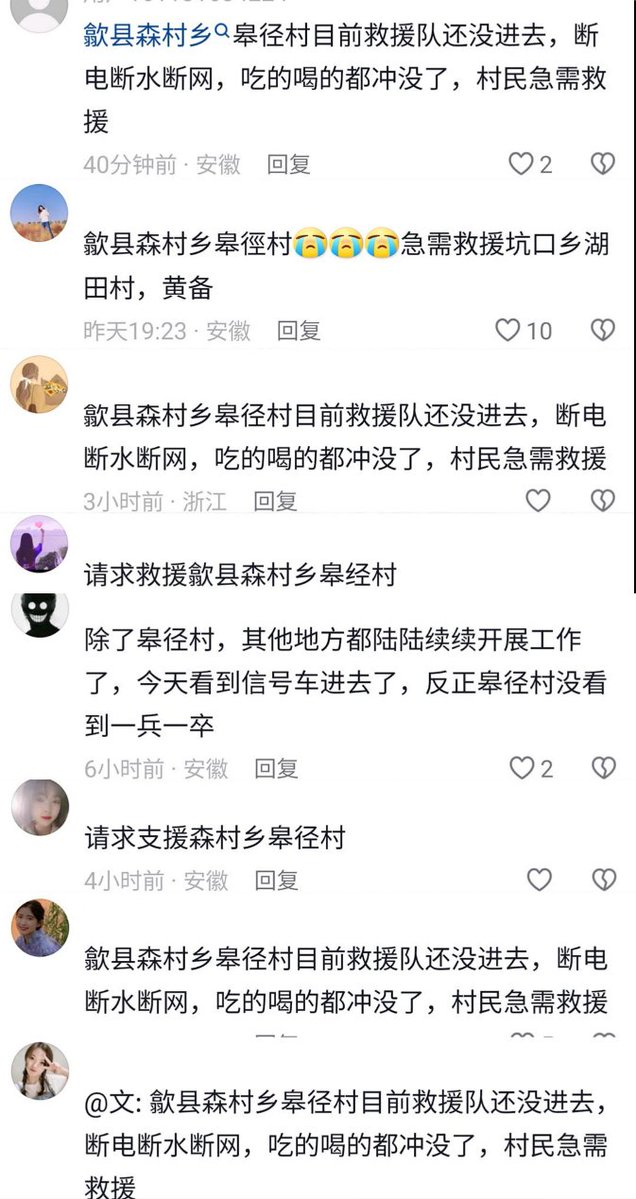 歙县森村乡皋径村目前救援队还没进去，断
电断水断网，吃的喝的都冲没了，村民急需救
援
40分钟前 · 安徽 回复 2
歙县森村乡皋徑村😭😭😭急需救援坑口乡湖
田村，黄备
昨天19:23 · 安徽 回复 10
歙县森村乡皋径村目前救援队还没进去，断电
断水断网，吃的喝的都冲没了，村民急需救援
3小时前 · 浙江 回复
请求救援歙县森村乡皋经村
除了皋径村，其他地方都陆陆续续开展工作
了，今天看到信号车进去了，反正皋径村没看
到一兵一卒
6小时前 · 安徽 回复 2
请求支援森村乡皋径村
4小时前 · 安徽 回复
歙县森村乡皋径村目前救援队还没进去，断电
断水断网，吃的喝的都冲没了，村民急需救援
@文: 歙县森村乡皋径村目前救援队还没进去，
断电断水断网，吃的喝的都冲没了，村民急需
救援